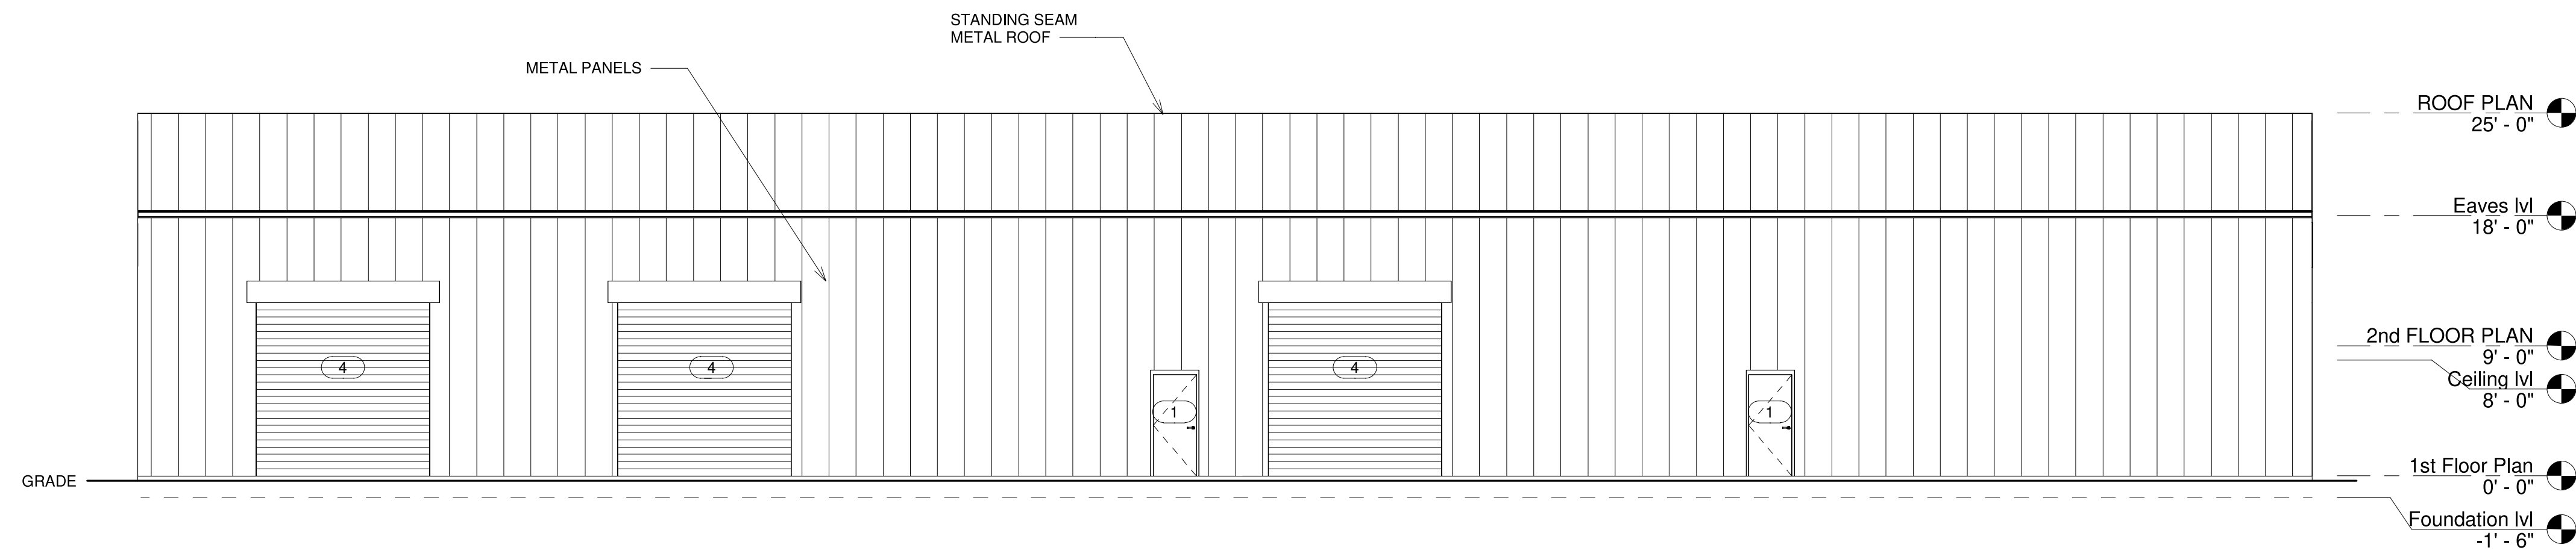 STANDING SEAM
METAL ROOF
METAL PANELS
ROOF PLAN
25' - 0"
Eaves lvl
18' - 0"
2nd FLOOR PLAN
9' - 0"
Ceiling lvl
8' - 0"
4
4
4
1
1
1st Floor Plan
0' - 0"
GRADE
Foundation lvl
-1' - 6"